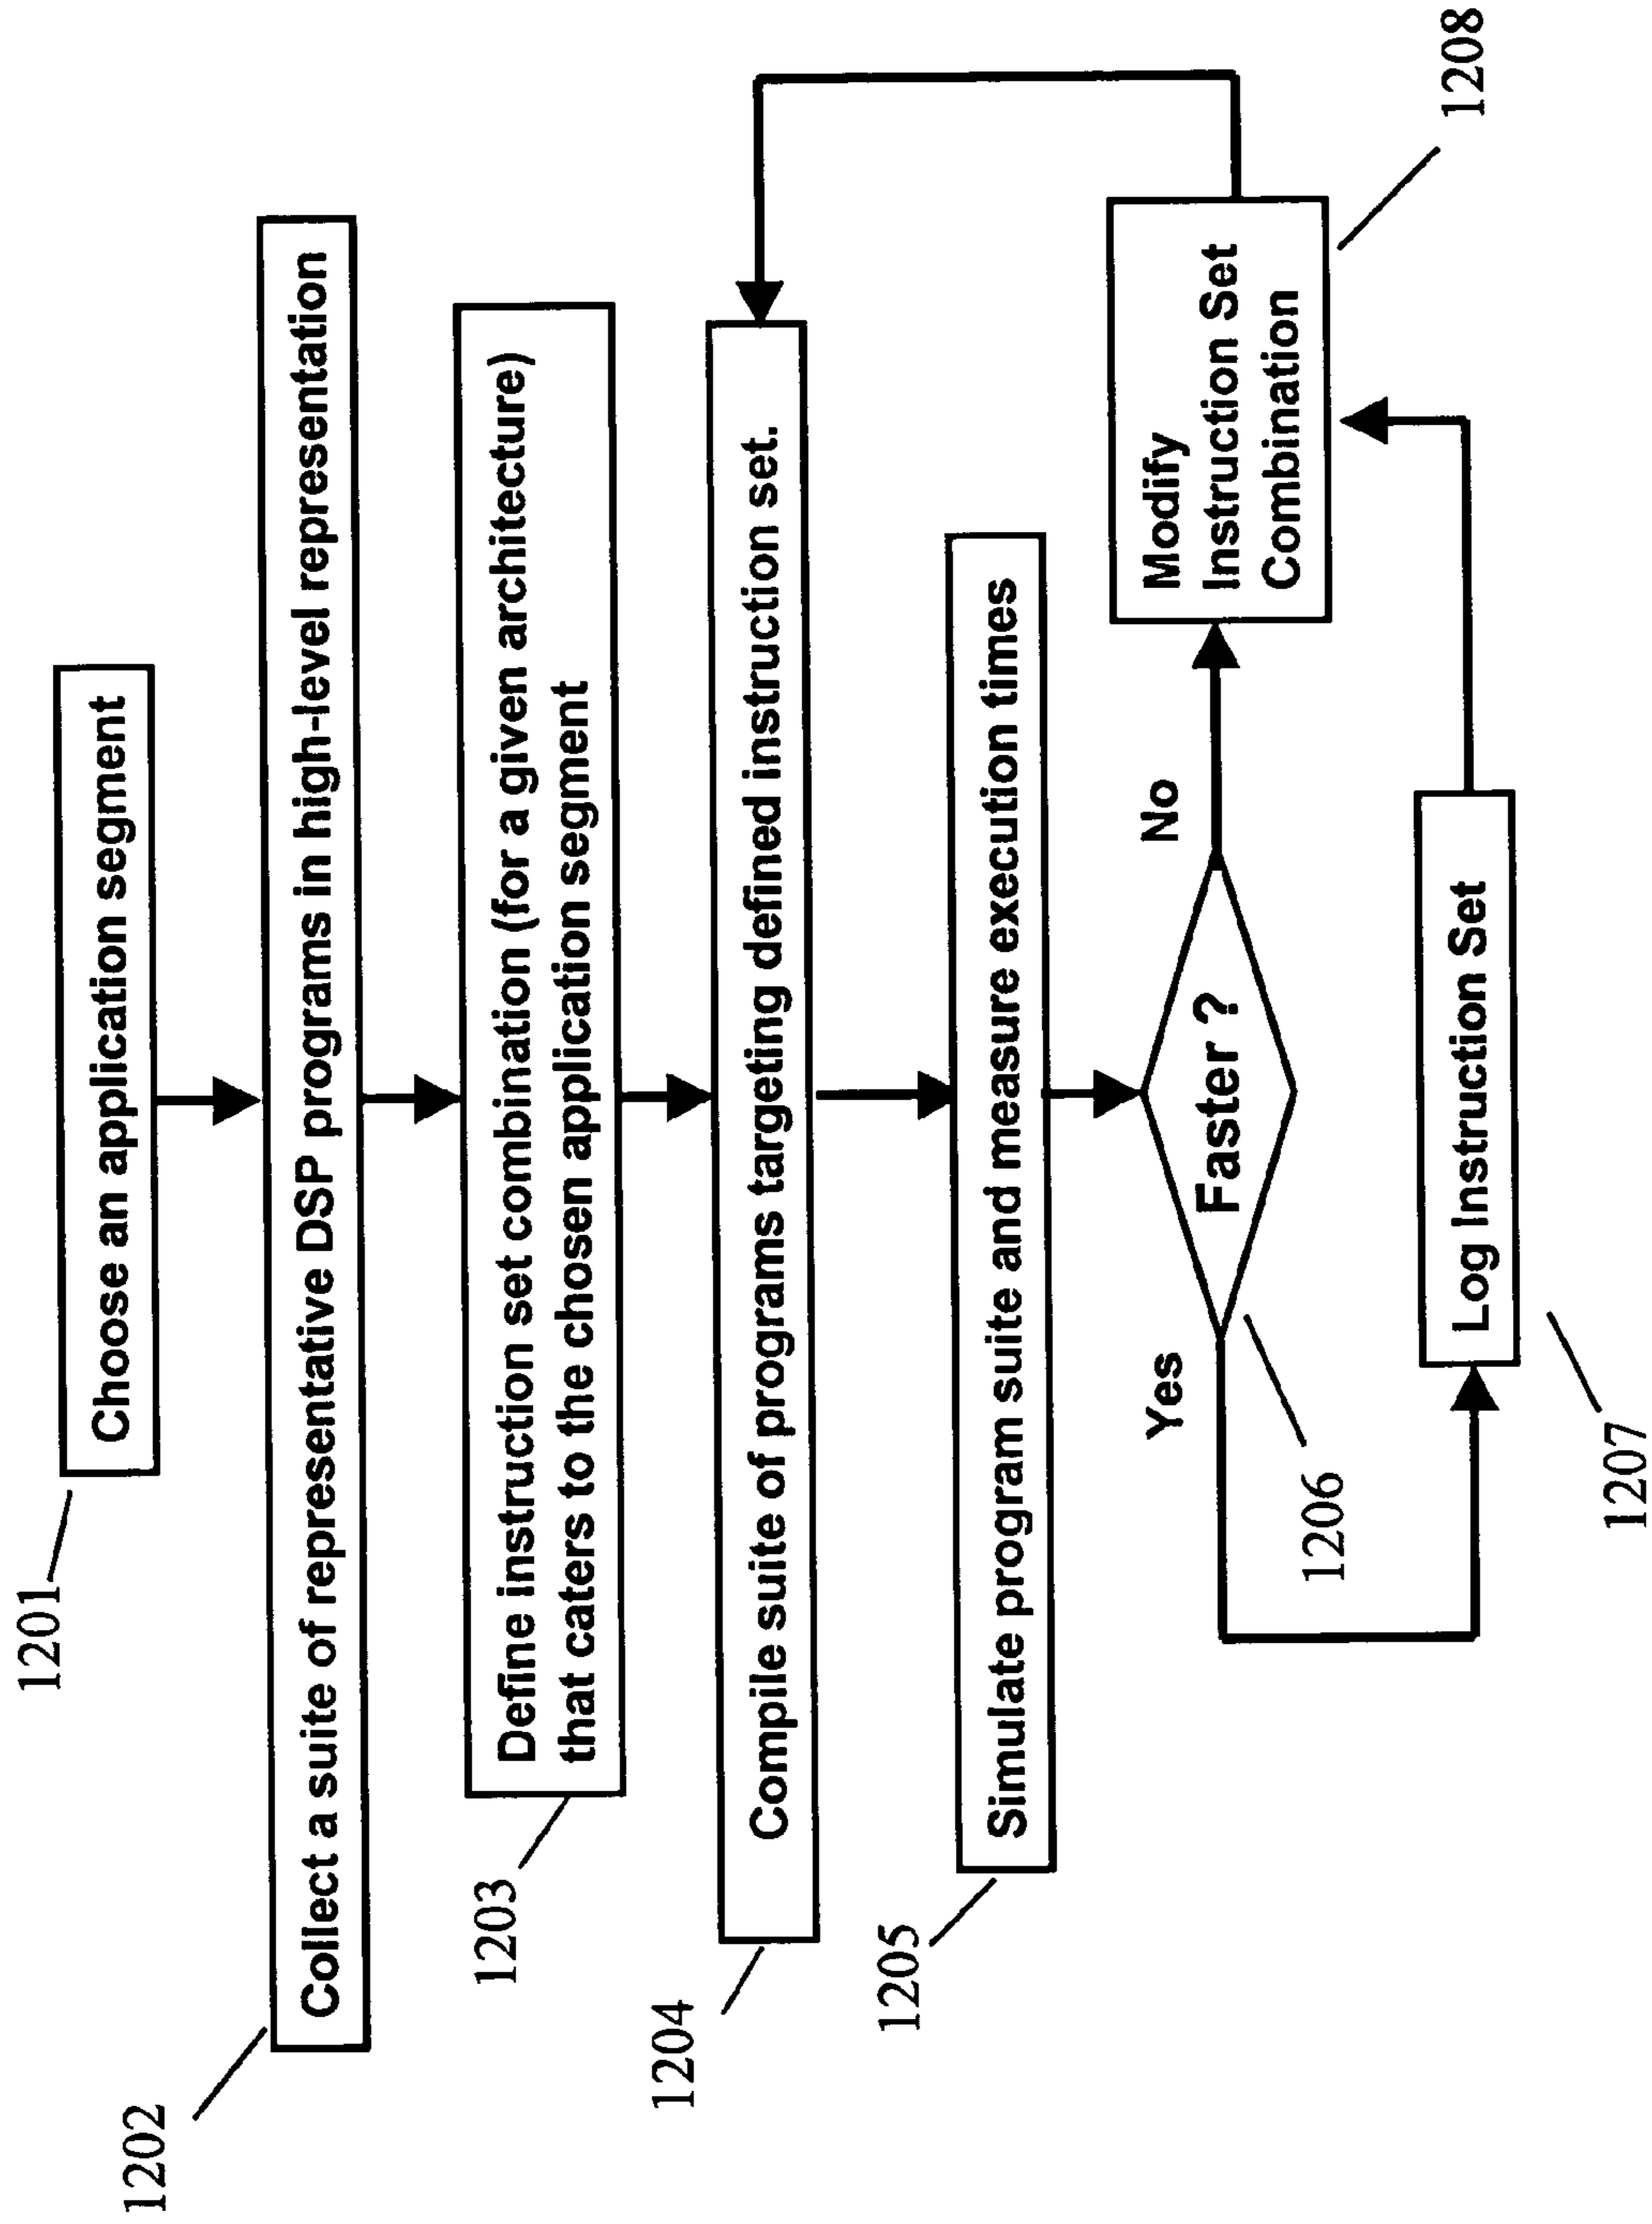 1201
Choose an application segment
1202
Collect a suite of representative DSP programs in high-level representation
1203
Define instruction set combination (for a given architecture)
that caters to the chosen application segment
1204
Compile suite of programs targeting defined instruction set.
1205
Simulate program suite and measure execution times
Yes
Faster ?
No
1206
Modify
Instruction Set
Combination
1208
Log Instruction Set
1207